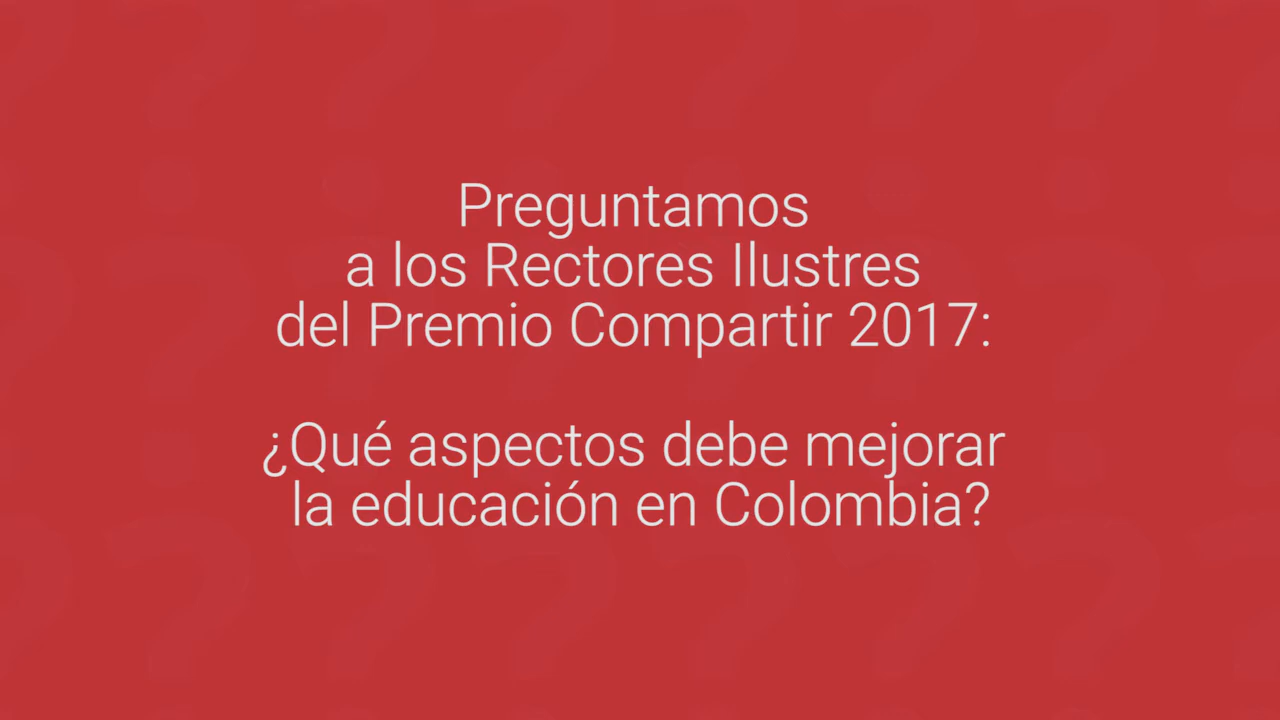 Preguntamos
a los Rectores Ilustres
del Premio Compartir 2017:
¿Qué aspectos debe mejorar
la educación en Colombia?